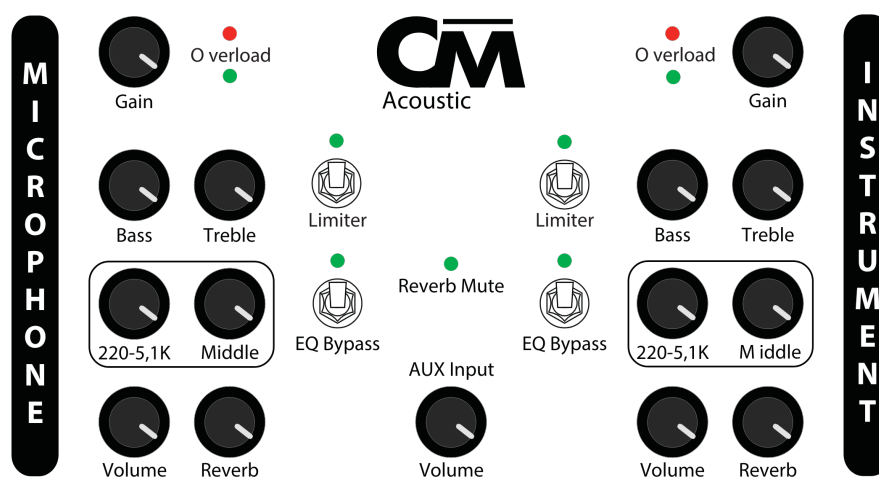 MICROPHONE
O verload
Gain
Bass Treble
220-5,1K Middle
Volume Reverb
CM
Acoustic
Limiter
EQ Bypass
Reverb Mute
AUX Input
Volume
Limiter
EQ Bypass
O verload
Gain
Bass Treble
220-5,1K M iddle
Volume Reverb
INSTRUMENT